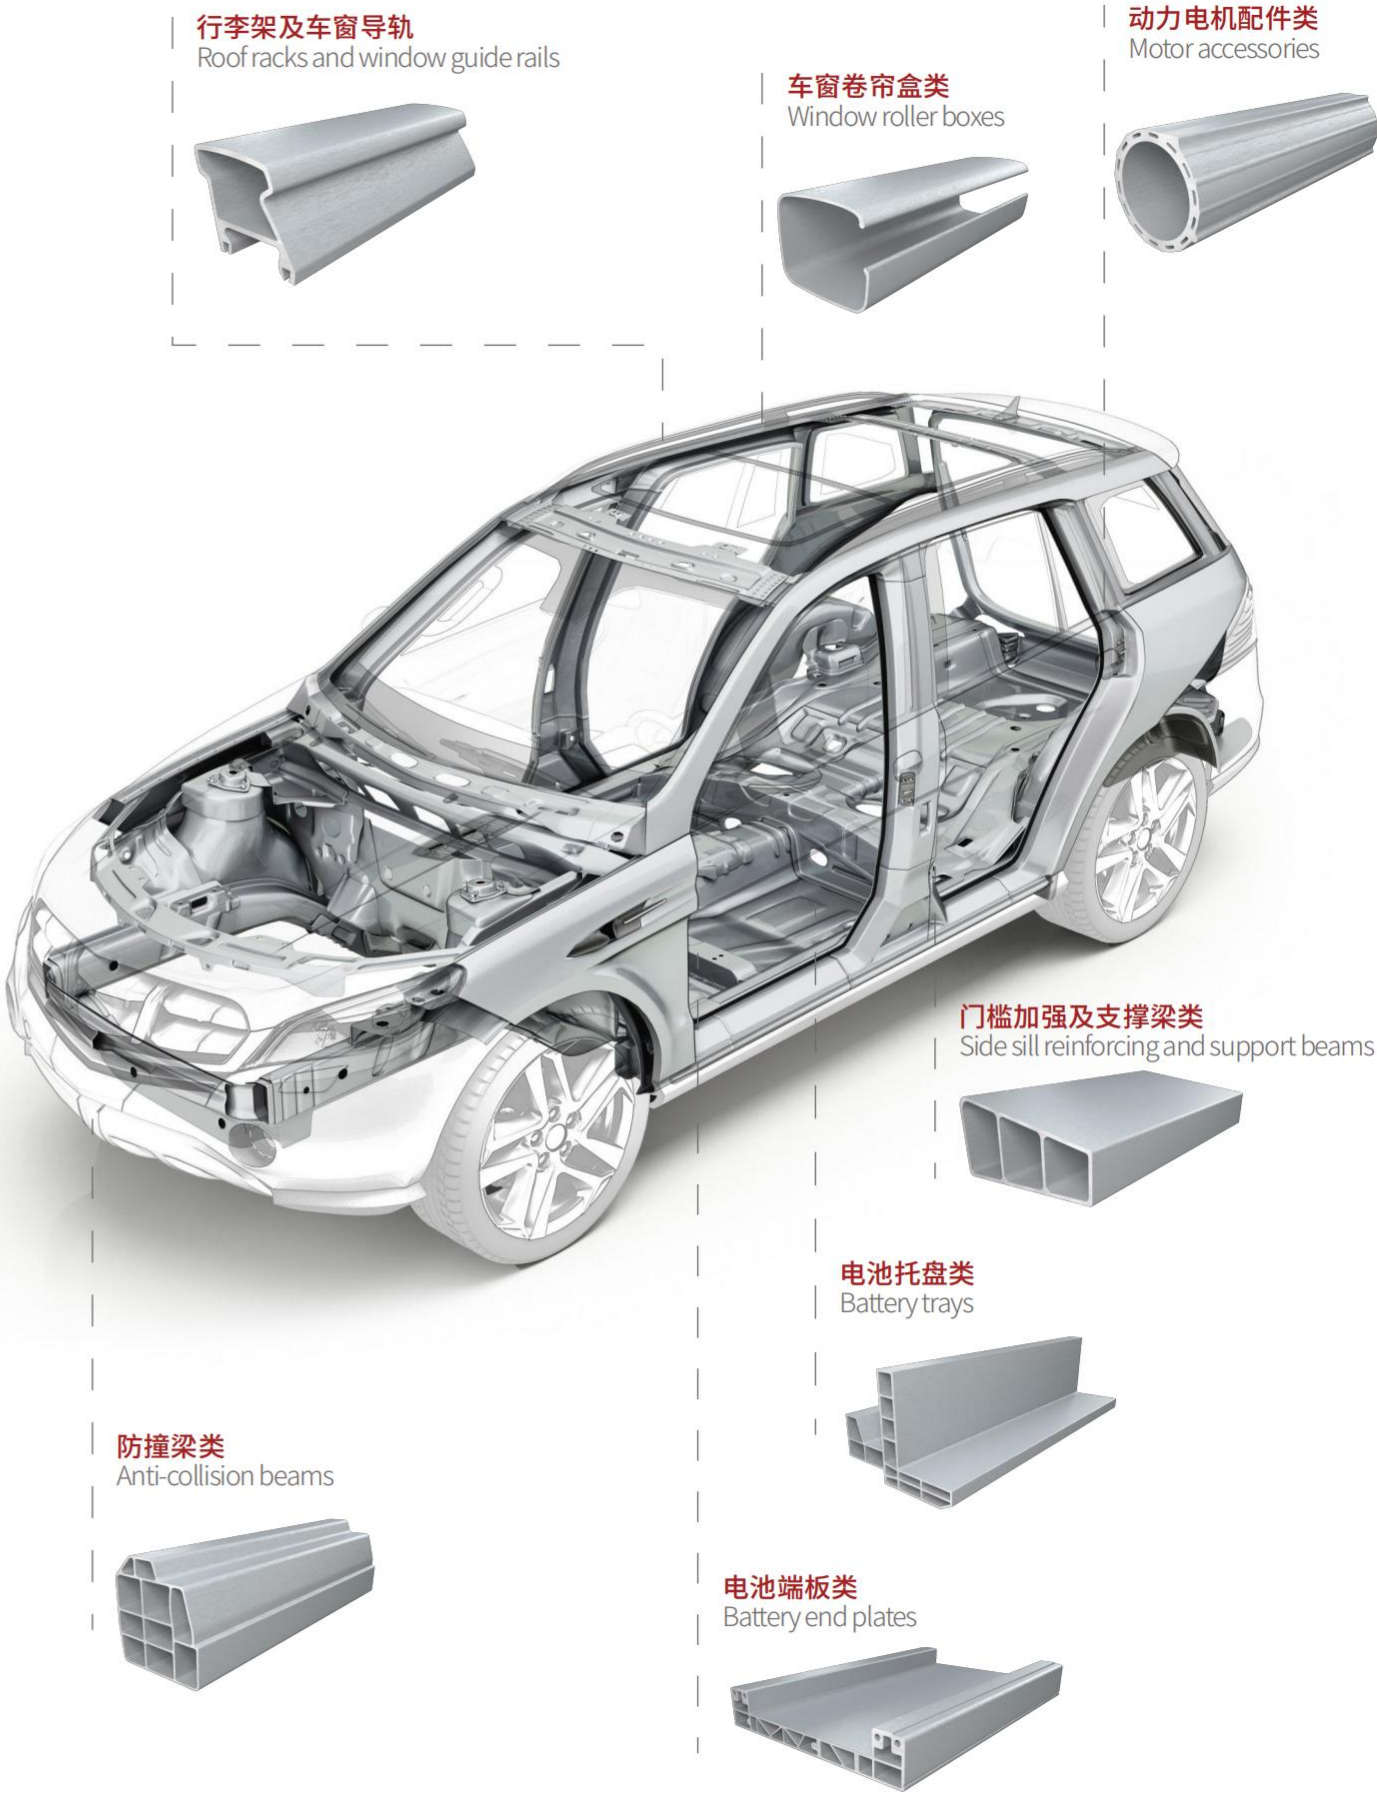 行李架及车窗导轨
Roof racks and window guide rails
动力电机配件类
Motor accessories
车窗卷帘盒类
Window roller boxes
门槛加强及支撑梁类
Side sill reinforcing and support beams
电池托盘类
Battery trays
防撞梁类
Anti-collision beams
电池端板类
Battery end plates